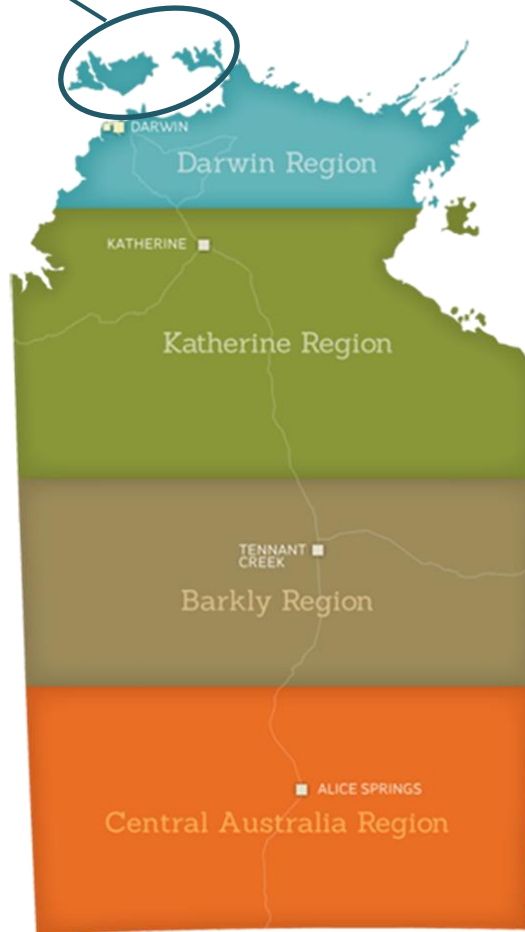 DARWIN
Darwin Region
KATHERINE
Katherine Region
TENNANT
CREEK
Barkly Region
ALICE SPRINGS
Central Australia Region